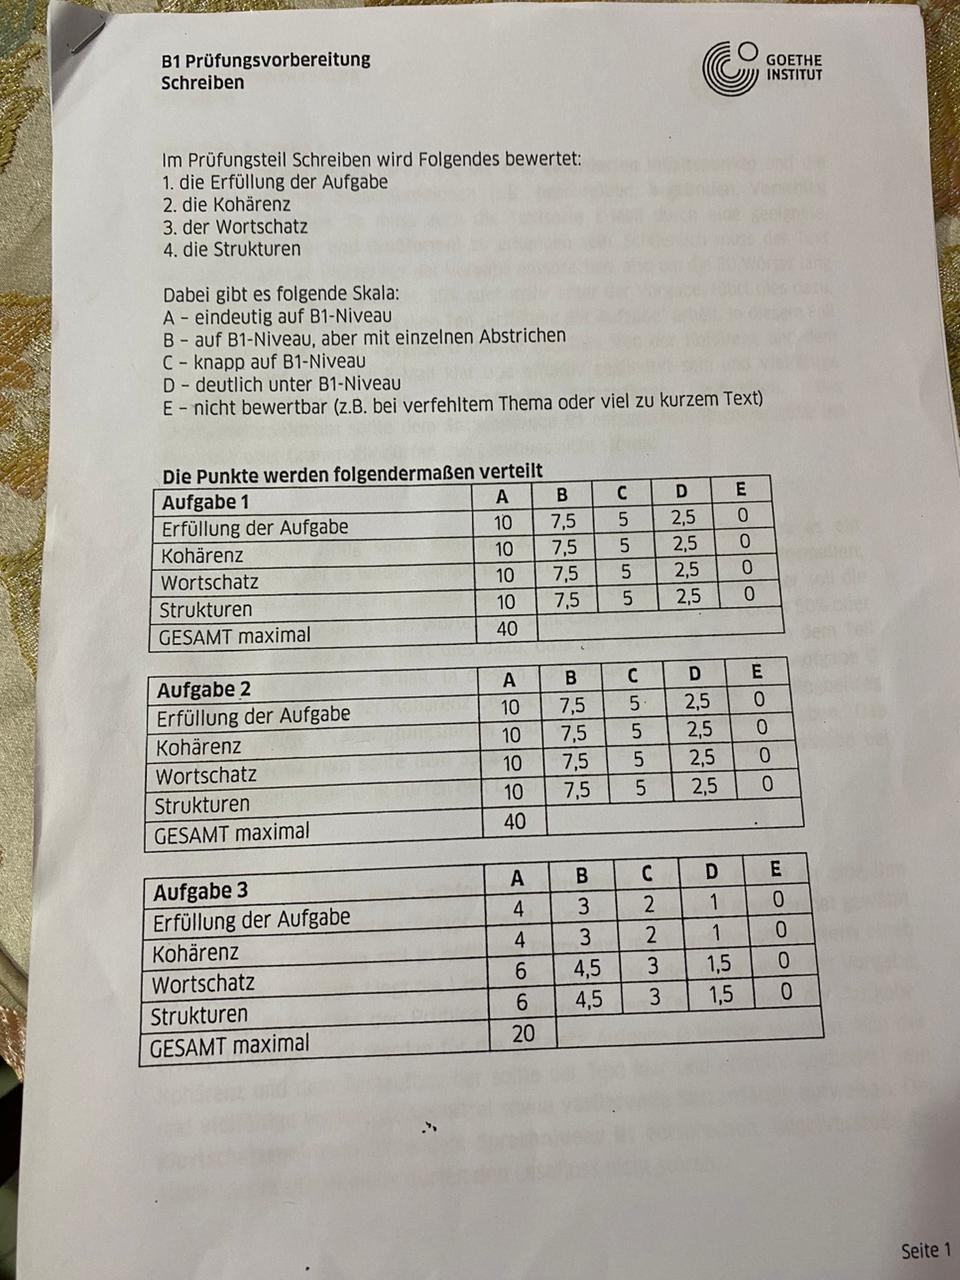 B1 Prüfungsvorbereitung
Schreiben
GOETHE
INSTITUT
Im Prüfungsteil Schreiben wird Folgendes bewertet:
1. die Erfüllung der Aufgabe
2. die Kohärenz
3. der Wortschatz
4. die Strukturen
Dabei gibt es folgende Skala:
A – eindeutig auf B1-Niveau
B – auf B1-Niveau, aber mit einzelnen Abstrichen
C – knapp auf B1-Niveau
D – deutlich unter B1-Niveau
E – nicht bewertbar (z.B. bei verfehltem Thema oder viel zu kurzem Text)
Die Punkte werden folgendermaßen verteilt
Aufgabe 1 A B C D E
Erfüllung der Aufgabe 10 7,5 5 2,5 0
Kohärenz 10 7,5 5 2,5 0
Wortschatz 10 7,5 5 2,5 0
Strukturen 10 7,5 5 2,5 0
GESAMT maximal 40
Aufgabe 2 A B C D E
Erfüllung der Aufgabe 10 7,5 5 2,5 0
Kohärenz 10 7,5 5 2,5 0
Wortschatz 10 7,5 5 2,5 0
Strukturen 10 7,5 5 2,5 0
GESAMT maximal 40
Aufgabe 3 A B C D E
Erfüllung der Aufgabe 4 3 2 1 0
Kohärenz 4 3 2 1 0
Wortschatz 6 4,5 3 1,5 0
Strukturen 6 4,5 3 1,5 0
GESAMT maximal 20
Seite 1